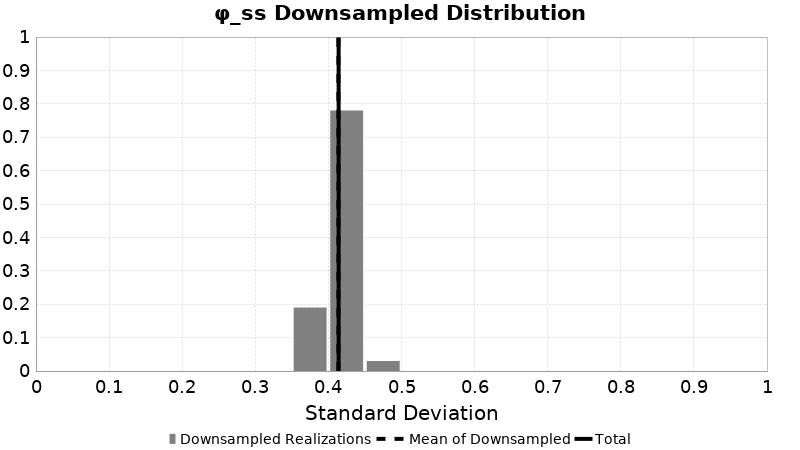 φ_ss Downsampled Distribution
1
0.9
0.8
0.7
0.6
0.5
0.4
0.3
0.2
0.1
0
0 0.1 0.2 0.3 0.4 0.5 0.6 0.7 0.8 0.9 1
Standard Deviation
Downsampled Realizations Mean of Downsampled Total